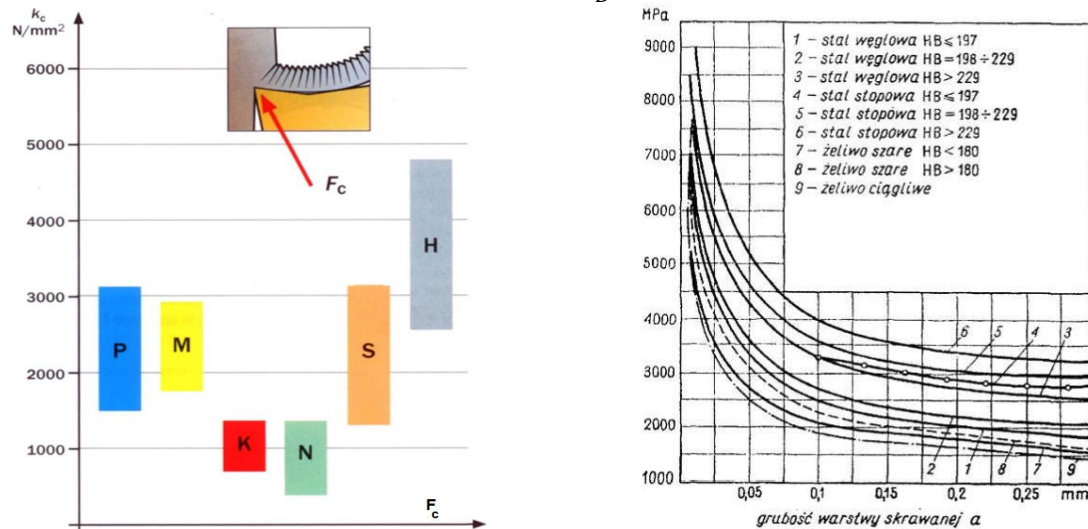 k_c
N/mm²
6000
5000
4000
3000
2000
1000
F_c
P
M
K
N
S
H
F_c
B
MPa
9000
8000
7000
6000
5000
4500
4000
3000
2000
1000
1 – stal węglowa HB ≤ 197
2 – stal węglowa HB = 198 ÷ 229
3 – stal węglowa HB > 229
4 – stal stopowa HB ≤ 197
5 – stal stopowa HB = 198 ÷ 229
6 – stal stopowa HB > 229
7 – żeliwo szare HB < 180
8 – żeliwo szare HB > 180
9 – żeliwo ciągliwe
6 5 4 3
2 1 8 7 9
0,05 0,1 0,15 0,2 0,25 mm
grubość warstwy skrawanej a